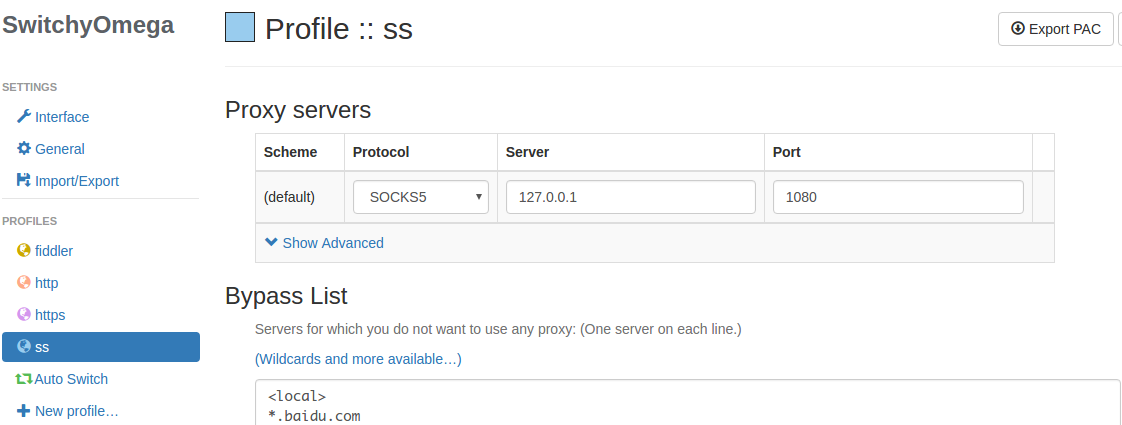 SwitchyOmega
SETTINGS
Interface
General
Import/Export
PROFILES
fiddler
http
https
ss
Auto Switch
New profile…
Profile :: ss
Export PAC
Proxy servers
Scheme Protocol Server Port
(default) SOCKS5 127.0.0.1 1080
Show Advanced
Bypass List
Servers for which you do not want to use any proxy: (One server on each line.)
(Wildcards and more available…)
<local>
*.baidu.com